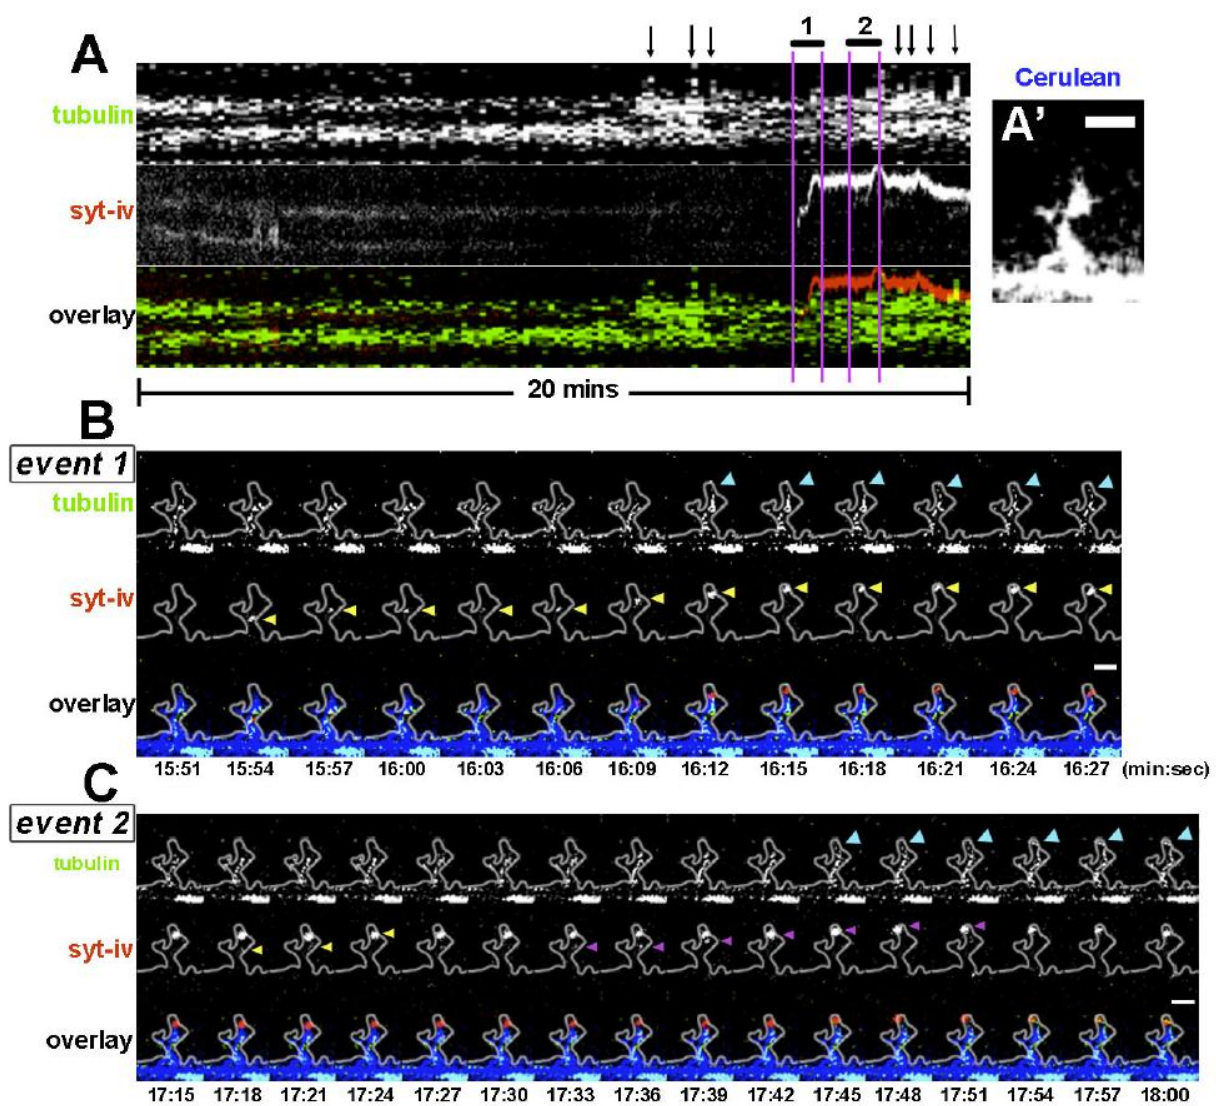 1 2
A
Cerulean
tubulin
A'
syt-iv
overlay
20 mins
B
event 1
tubulin
syt-iv
overlay
15:51 15:54 15:57 16:00 16:03 16:06 16:09 16:12 16:15 16:18 16:21 16:24 16:27 (min:sec)
C
event 2
tubulin
syt-iv
overlay
17:15 17:18 17:21 17:24 17:27 17:30 17:33 17:36 17:39 17:42 17:45 17:48 17:51 17:54 17:57 18:00